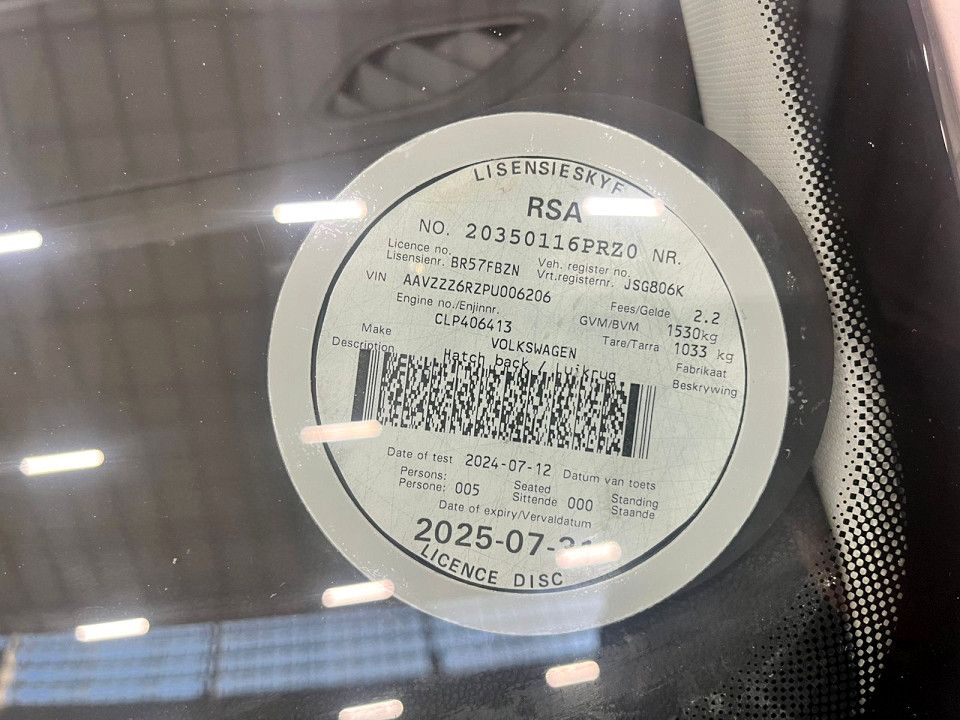 LISENSIESKYF
RSA
NO. 20350116PRZ0 NR.
Licence no. Veh. register no.
Lisensienr. BR57FBZN Vrt.registernr. JSG806K
VIN AAVZZZ6RZPU006206 Fees/Gelde 2.2
Engine no./Enjinnr. GVM/BVM 1530kg
CLP406413 Tare/Tarra 1033 kg
Make VOLKSWAGEN Fabrikaat
Description Hatch back / Luikrug Beskrywing
Date of test 2024-07-12 Datum van toets
Persons: Seated Standing
Persone: 005 Sittende 000 Staande
Date of expiry/Vervaldatum
2025-07-31
LICENCE DISC